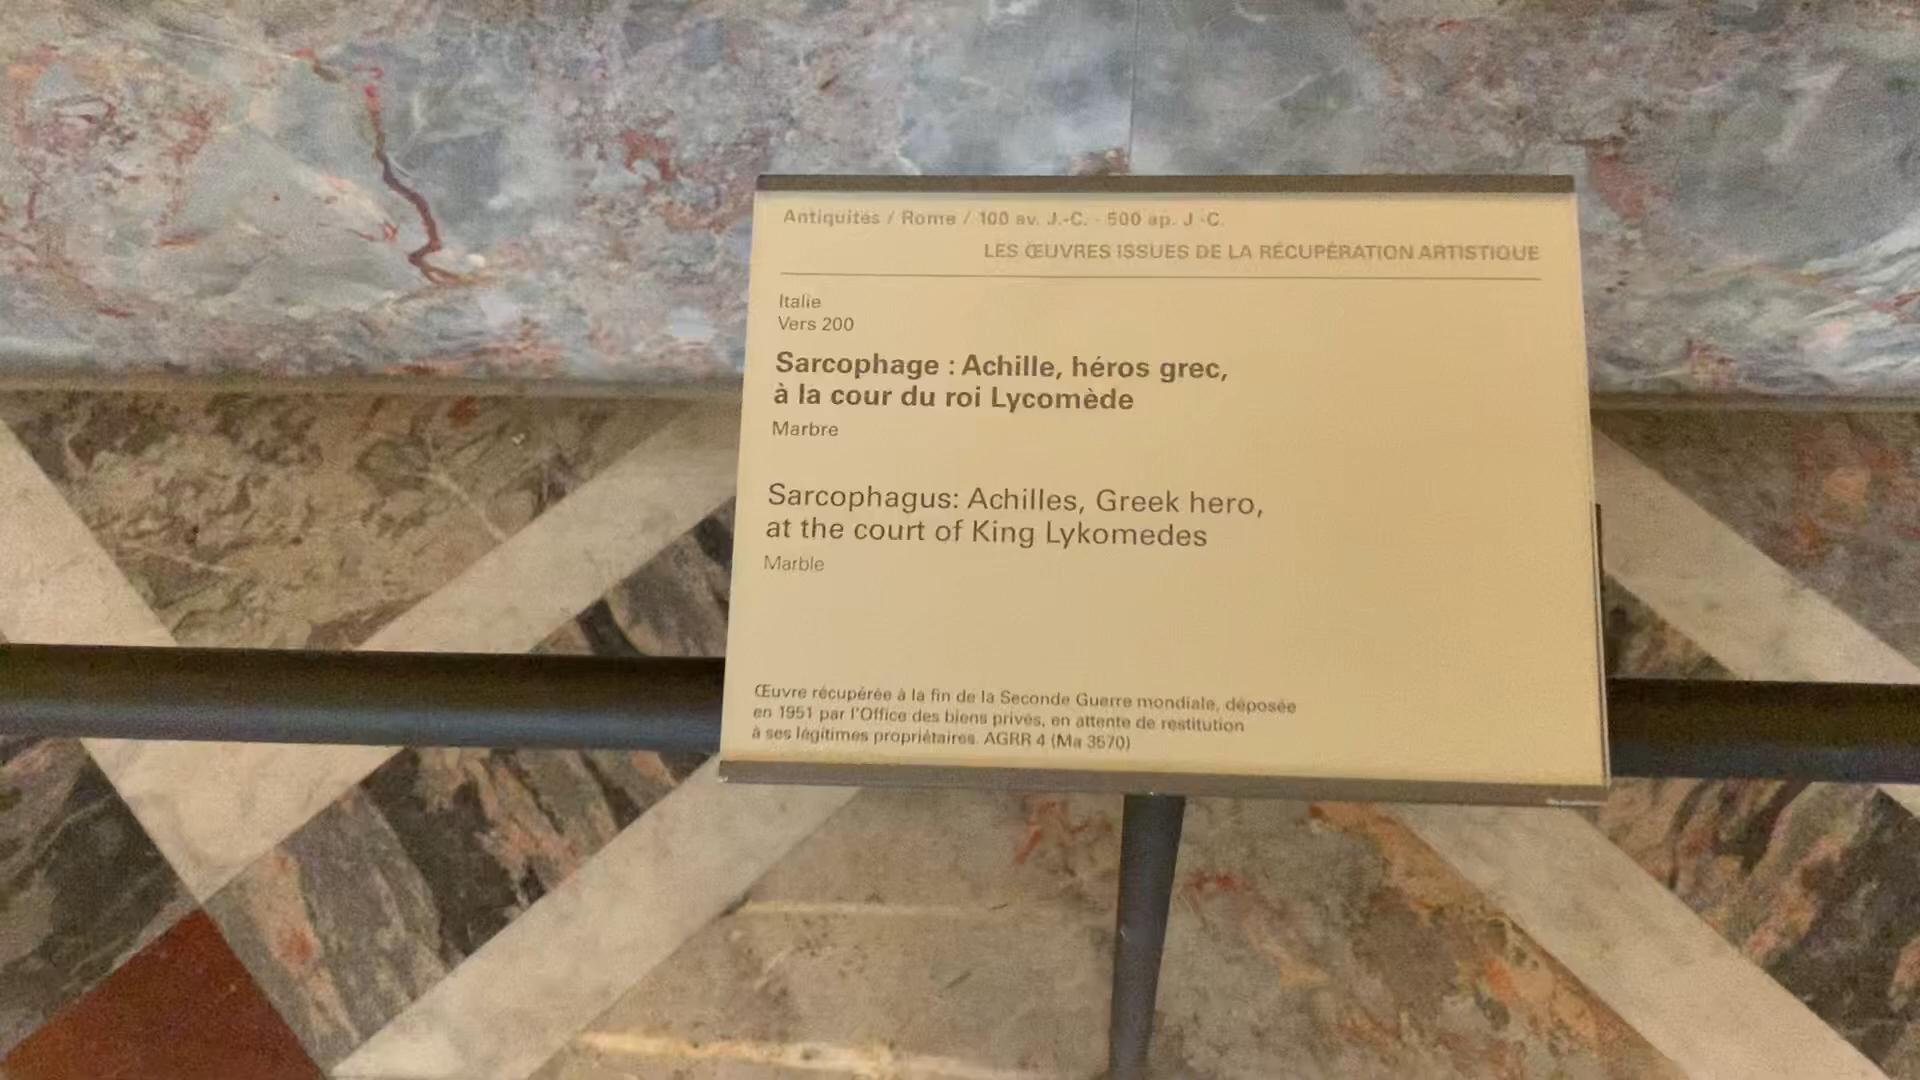 Antiquités / Rome / 100 av. J.-C. - 500 ap. J.-C.
LES ŒUVRES ISSUES DE LA RÉCUPÉRATION ARTISTIQUE
Italie
Vers 200
Sarcophage : Achille, héros grec,
à la cour du roi Lycomède
Marbre
Sarcophagus: Achilles, Greek hero,
at the court of King Lykomedes
Marble
Œuvre récupérée à la fin de la Seconde Guerre mondiale, déposée
en 1951 par l'Office des biens privés, en attente de restitution
à ses légitimes propriétaires. AGRR 4 (Ma 3570)